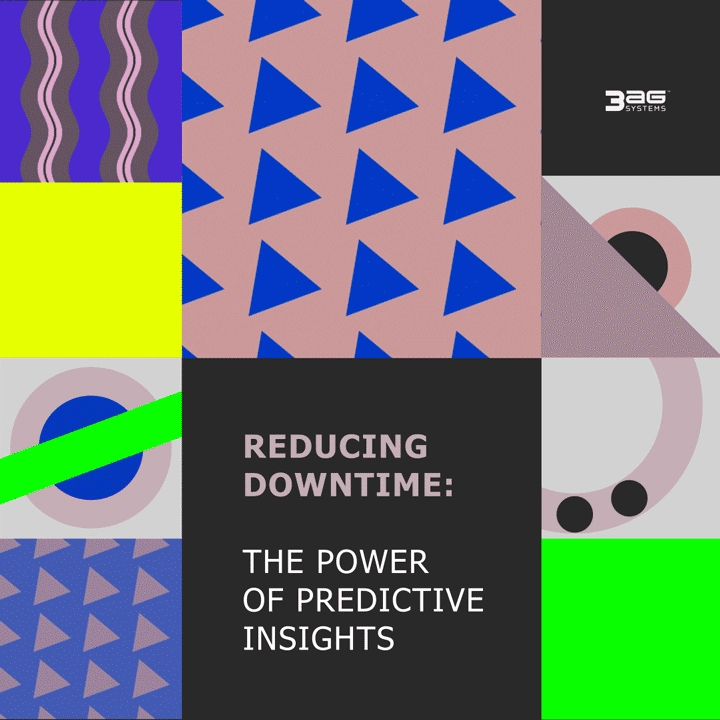 3AG
SYSTEMS
REDUCING
DOWNTIME:
THE POWER
OF PREDICTIVE
INSIGHTS